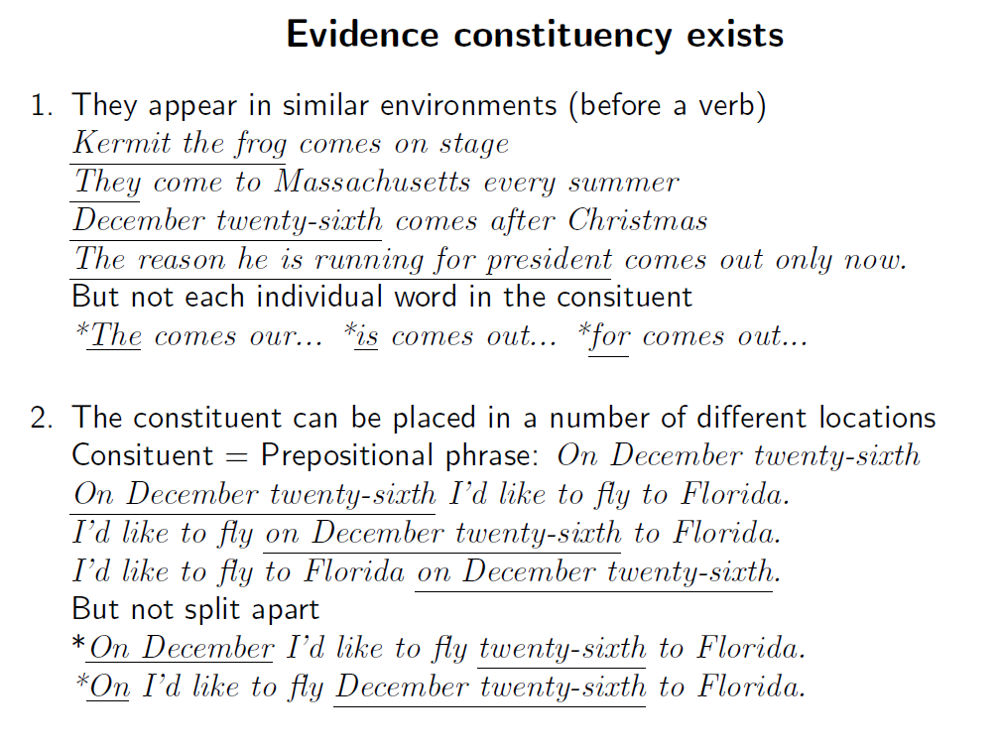 Evidence constituency exists
1. They appear in similar environments (before a verb)
Kermit the frog comes on stage
They come to Massachusetts every summer
December twenty-sixth comes after Christmas
The reason he is running for president comes out only now.
But not each individual word in the consituent
*The comes our... *is comes out... *for comes out...
2. The constituent can be placed in a number of different locations
Consituent = Prepositional phrase: On December twenty-sixth
On December twenty-sixth I'd like to fly to Florida.
I'd like to fly on December twenty-sixth to Florida.
I'd like to fly to Florida on December twenty-sixth.
But not split apart
*On December I'd like to fly twenty-sixth to Florida.
*On I'd like to fly December twenty-sixth to Florida.